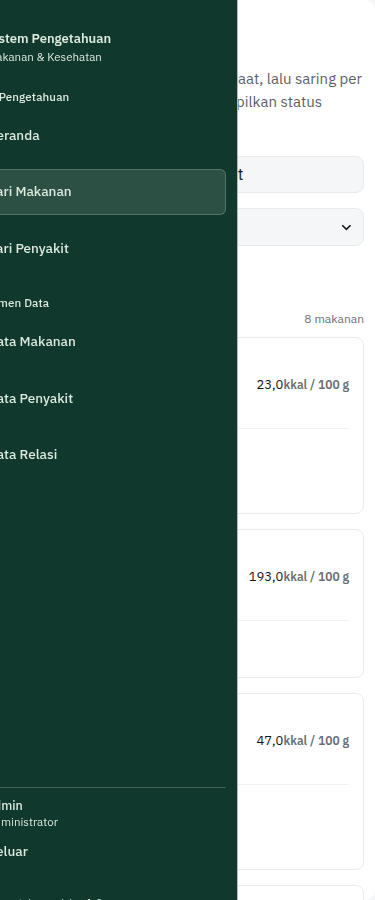 stem Pengetahuan
akanan & Kesehatan
Pengetahuan
eranda
ari Makanan
ari Penyakit
men Data
ata Makanan
ata Penyakit
ata Relasi
dmin
ministrator
eluar
aat, lalu saring per
pilkan status
t
8 makanan
23,0kkal / 100 g
193,0kkal / 100 g
47,0kkal / 100 g